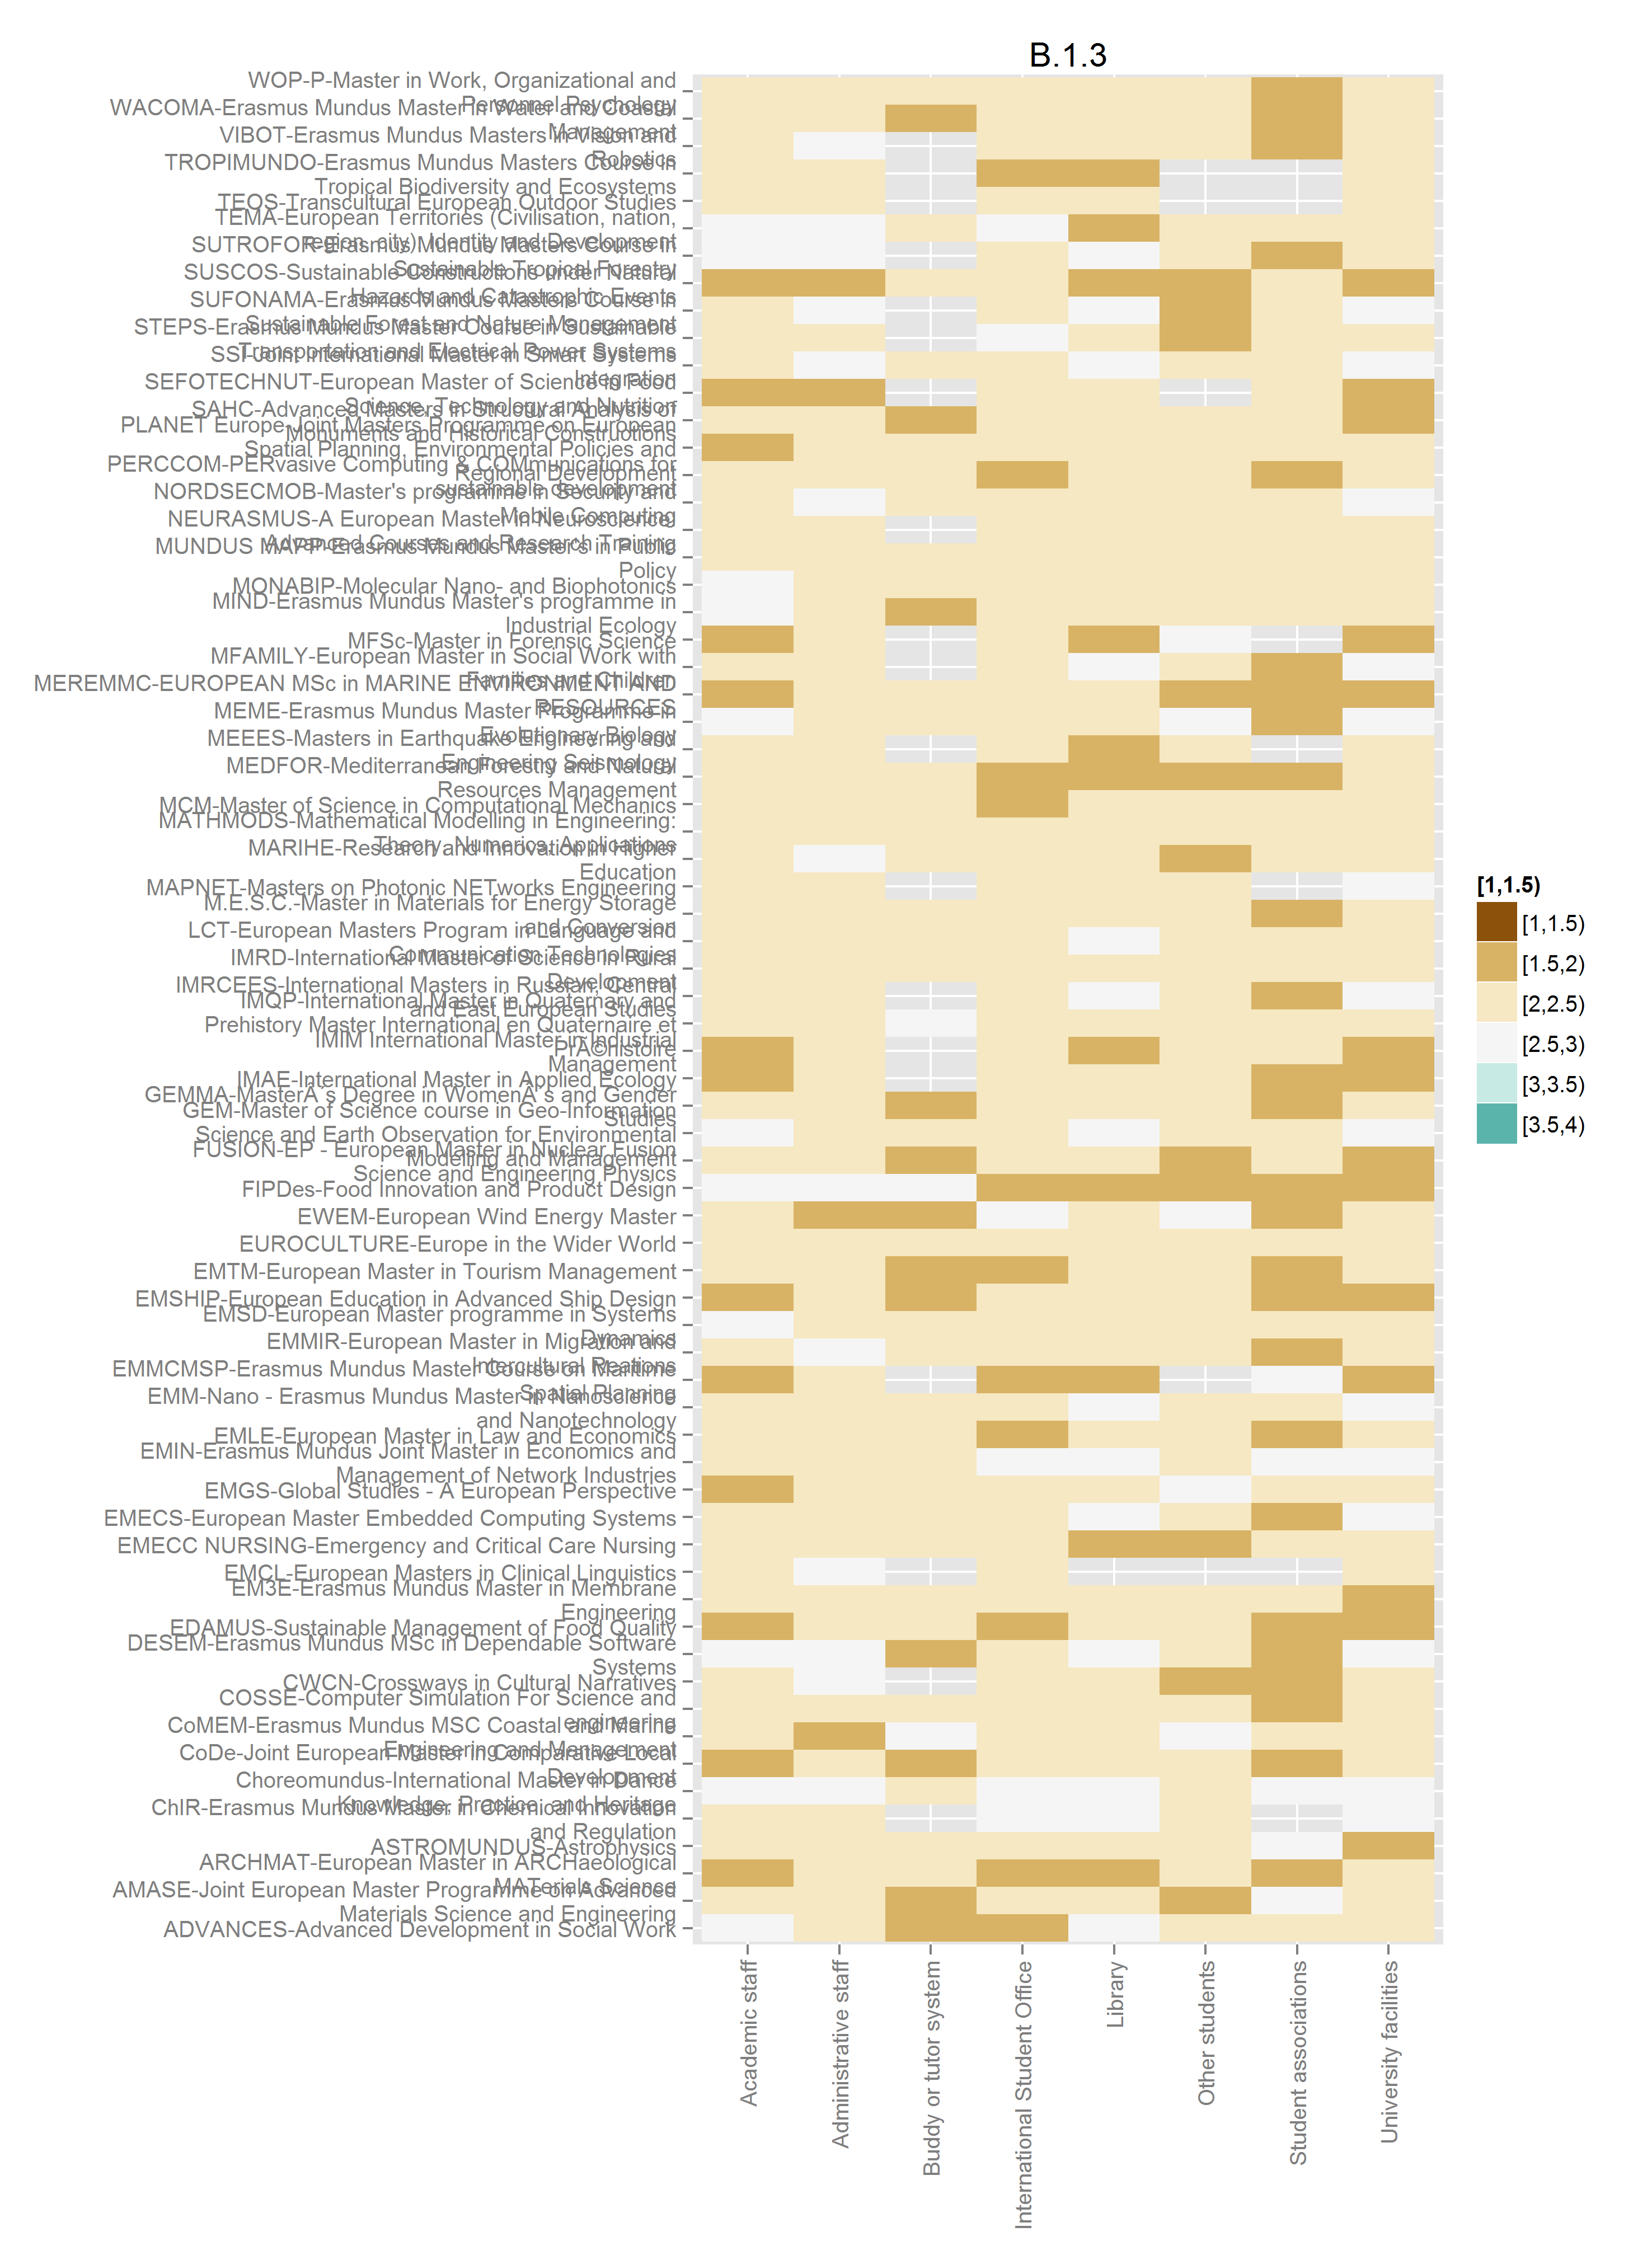 B.1.3
WOP-P-Master in Work, Organizational and
Personnel Psychology
WACOMA-Erasmus Mundus Master in Water and Coastal
Management
VIBOT-Erasmus Mundus Masters in Vision and
Robotics
TROPIMUNDO-Erasmus Mundus Masters Course in
Tropical Biodiversity and Ecosystems
TEOS-Transcultural European Outdoor Studies
TEMA-European Territories (Civilisation, nation,
region, city), Identity and Development
SUTROFOR-Erasmus Mundus Masters Course in
Sustainable Tropical Forestry
SUSCOS-Sustainable Constructions under Natural
Hazards and Catastrophic Events
SUFONAMA-Erasmus Mundus Masters Course in
Sustainable Forest and Nature Management
STEPS-Erasmus Mundus Master Course in Sustainable
Transportation and Electrical Power Systems
SSI-Joint International Master in Smart Systems
Integration
SEFOTECHNUT-European Master of Science in Food
Science, Technology and Nutrition
SAHC-Advanced Masters in Structural Analysis of
Monuments and Historical Constructions
PLANET Europe-Joint Masters Programme on European
Spatial Planning, Environmental Policies and
Regional Development
PERCCOM-PERvasive Computing & COMmunications for
sustainable development
NORDSECMOB-Master's programme in Security and
Mobile Computing
NEURASMUS-A European Master in Neuroscience:
Advanced Courses and Research Training
MUNDUS MAPP-Erasmus Mundus Master's in Public
Policy
MONABIP-Molecular Nano- and Biophotonics
MIND-Erasmus Mundus Master's programme in
Industrial Ecology
MFSc-Master in Forensic Science
MFAMILY-European Master in Social Work with
Families and Children
MEREMMC-EUROPEAN MSc in MARINE ENVIRONMENT AND
RESOURCES
MEME-Erasmus Mundus Master Programme in
Evolutionary Biology
MEEES-Masters in Earthquake Engineering and
Engineering Seismology
MEDFOR-Mediterranean Forestry and Natural
Resources Management
MCM-Master of Science in Computational Mechanics
MATHMODS-Mathematical Modelling in Engineering:
Theory, Numerics, Applications
MARIHE-Research and Innovation in Higher
Education
MAPNET-Masters on Photonic NETworks Engineering
M.E.S.C.-Master in Materials for Energy Storage
and Conversion
LCT-European Masters Program in Language and
Communication Technologies
IMRD-International Master of Science in Rural
Development
IMRCEES-International Masters in Russian, Central
and East European Studies
IMQP-International Master in Quaternary and
Prehistory Master International en Quaternaire et
PrÃ©histoire
IMIM International Master in Industrial
Management
IMAE-International Master in Applied Ecology
GEMMA-MasterÂ´s Degree in WomenÂ´s and Gender
Studies
GEM-Master of Science course in Geo-Information
Science and Earth Observation for Environmental
Modelling and Management
FUSION-EP - European Master in Nuclear Fusion
Science and Engineering Physics
FIPDes-Food Innovation and Product Design
EWEM-European Wind Energy Master
EUROCULTURE-Europe in the Wider World
EMTM-European Master in Tourism Management
EMSHIP-European Education in Advanced Ship Design
EMSD-European Master programme in Systems
Dynamics
EMMIR-European Master in Migration and
Intercultural Reations
EMMCMSP-Erasmus Mundus Master Course on Maritime
Spatial Planning
EMM-Nano - Erasmus Mundus Master in Nanoscience
and Nanotechnology
EMLE-European Master in Law and Economics
EMIN-Erasmus Mundus Joint Master in Economics and
Management of Network Industries
EMGS-Global Studies - A European Perspective
EMECS-European Master Embedded Computing Systems
EMECC NURSING-Emergency and Critical Care Nursing
EMCL-European Masters in Clinical Linguistics
EM3E-Erasmus Mundus Master in Membrane
Engineering
EDAMUS-Sustainable Management of Food Quality
DESEM-Erasmus Mundus MSc in Dependable Software
Systems
CWCN-Crossways in Cultural Narratives
COSSE-Computer Simulation For Science and
engineering
CoMEM-Erasmus Mundus MSC Coastal and Marine
Engineering and Management
CoDe-Joint European Master in Comparative Local
Development
Choreomundus-International Master in Dance
Knowledge, Practice, and Heritage
ChIR-Erasmus Mundus Master in Chemical Innovation
and Regulation
ASTROMUNDUS-Astrophysics
ARCHMAT-European Master in ARCHaeological
MATerials Science
AMASE-Joint European Master Programme on Advanced
Materials Science and Engineering
ADVANCES-Advanced Development in Social Work
Academic staff
Administrative staff
Buddy or tutor system
International Student Office
Library
Other students
Student associations
University facilities
[1,1.5)
[1,1.5)
[1.5,2)
[2,2.5)
[2.5,3)
[3,3.5)
[3.5,4)